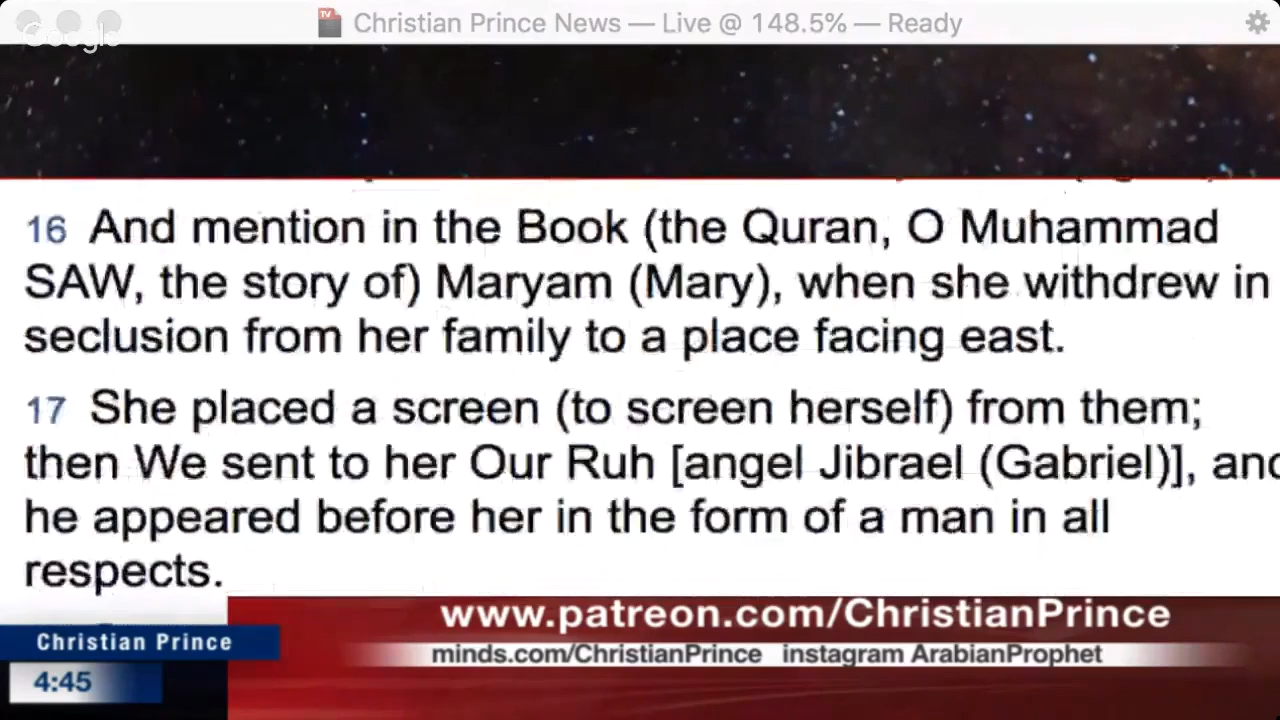 Christian Prince News — Live @ 148.5% — Ready
Google
TV
16 And mention in the Book (the Quran, O Muhammad
SAW, the story of) Maryam (Mary), when she withdrew in
seclusion from her family to a place facing east.
17 She placed a screen (to screen herself) from them;
then We sent to her Our Ruh [angel Jibrael (Gabriel)], and
he appeared before her in the form of a man in all
respects.
www.patreon.com/ChristianPrince
Christian Prince
minds.com/ChristianPrince instagram ArabianProphet
4:45